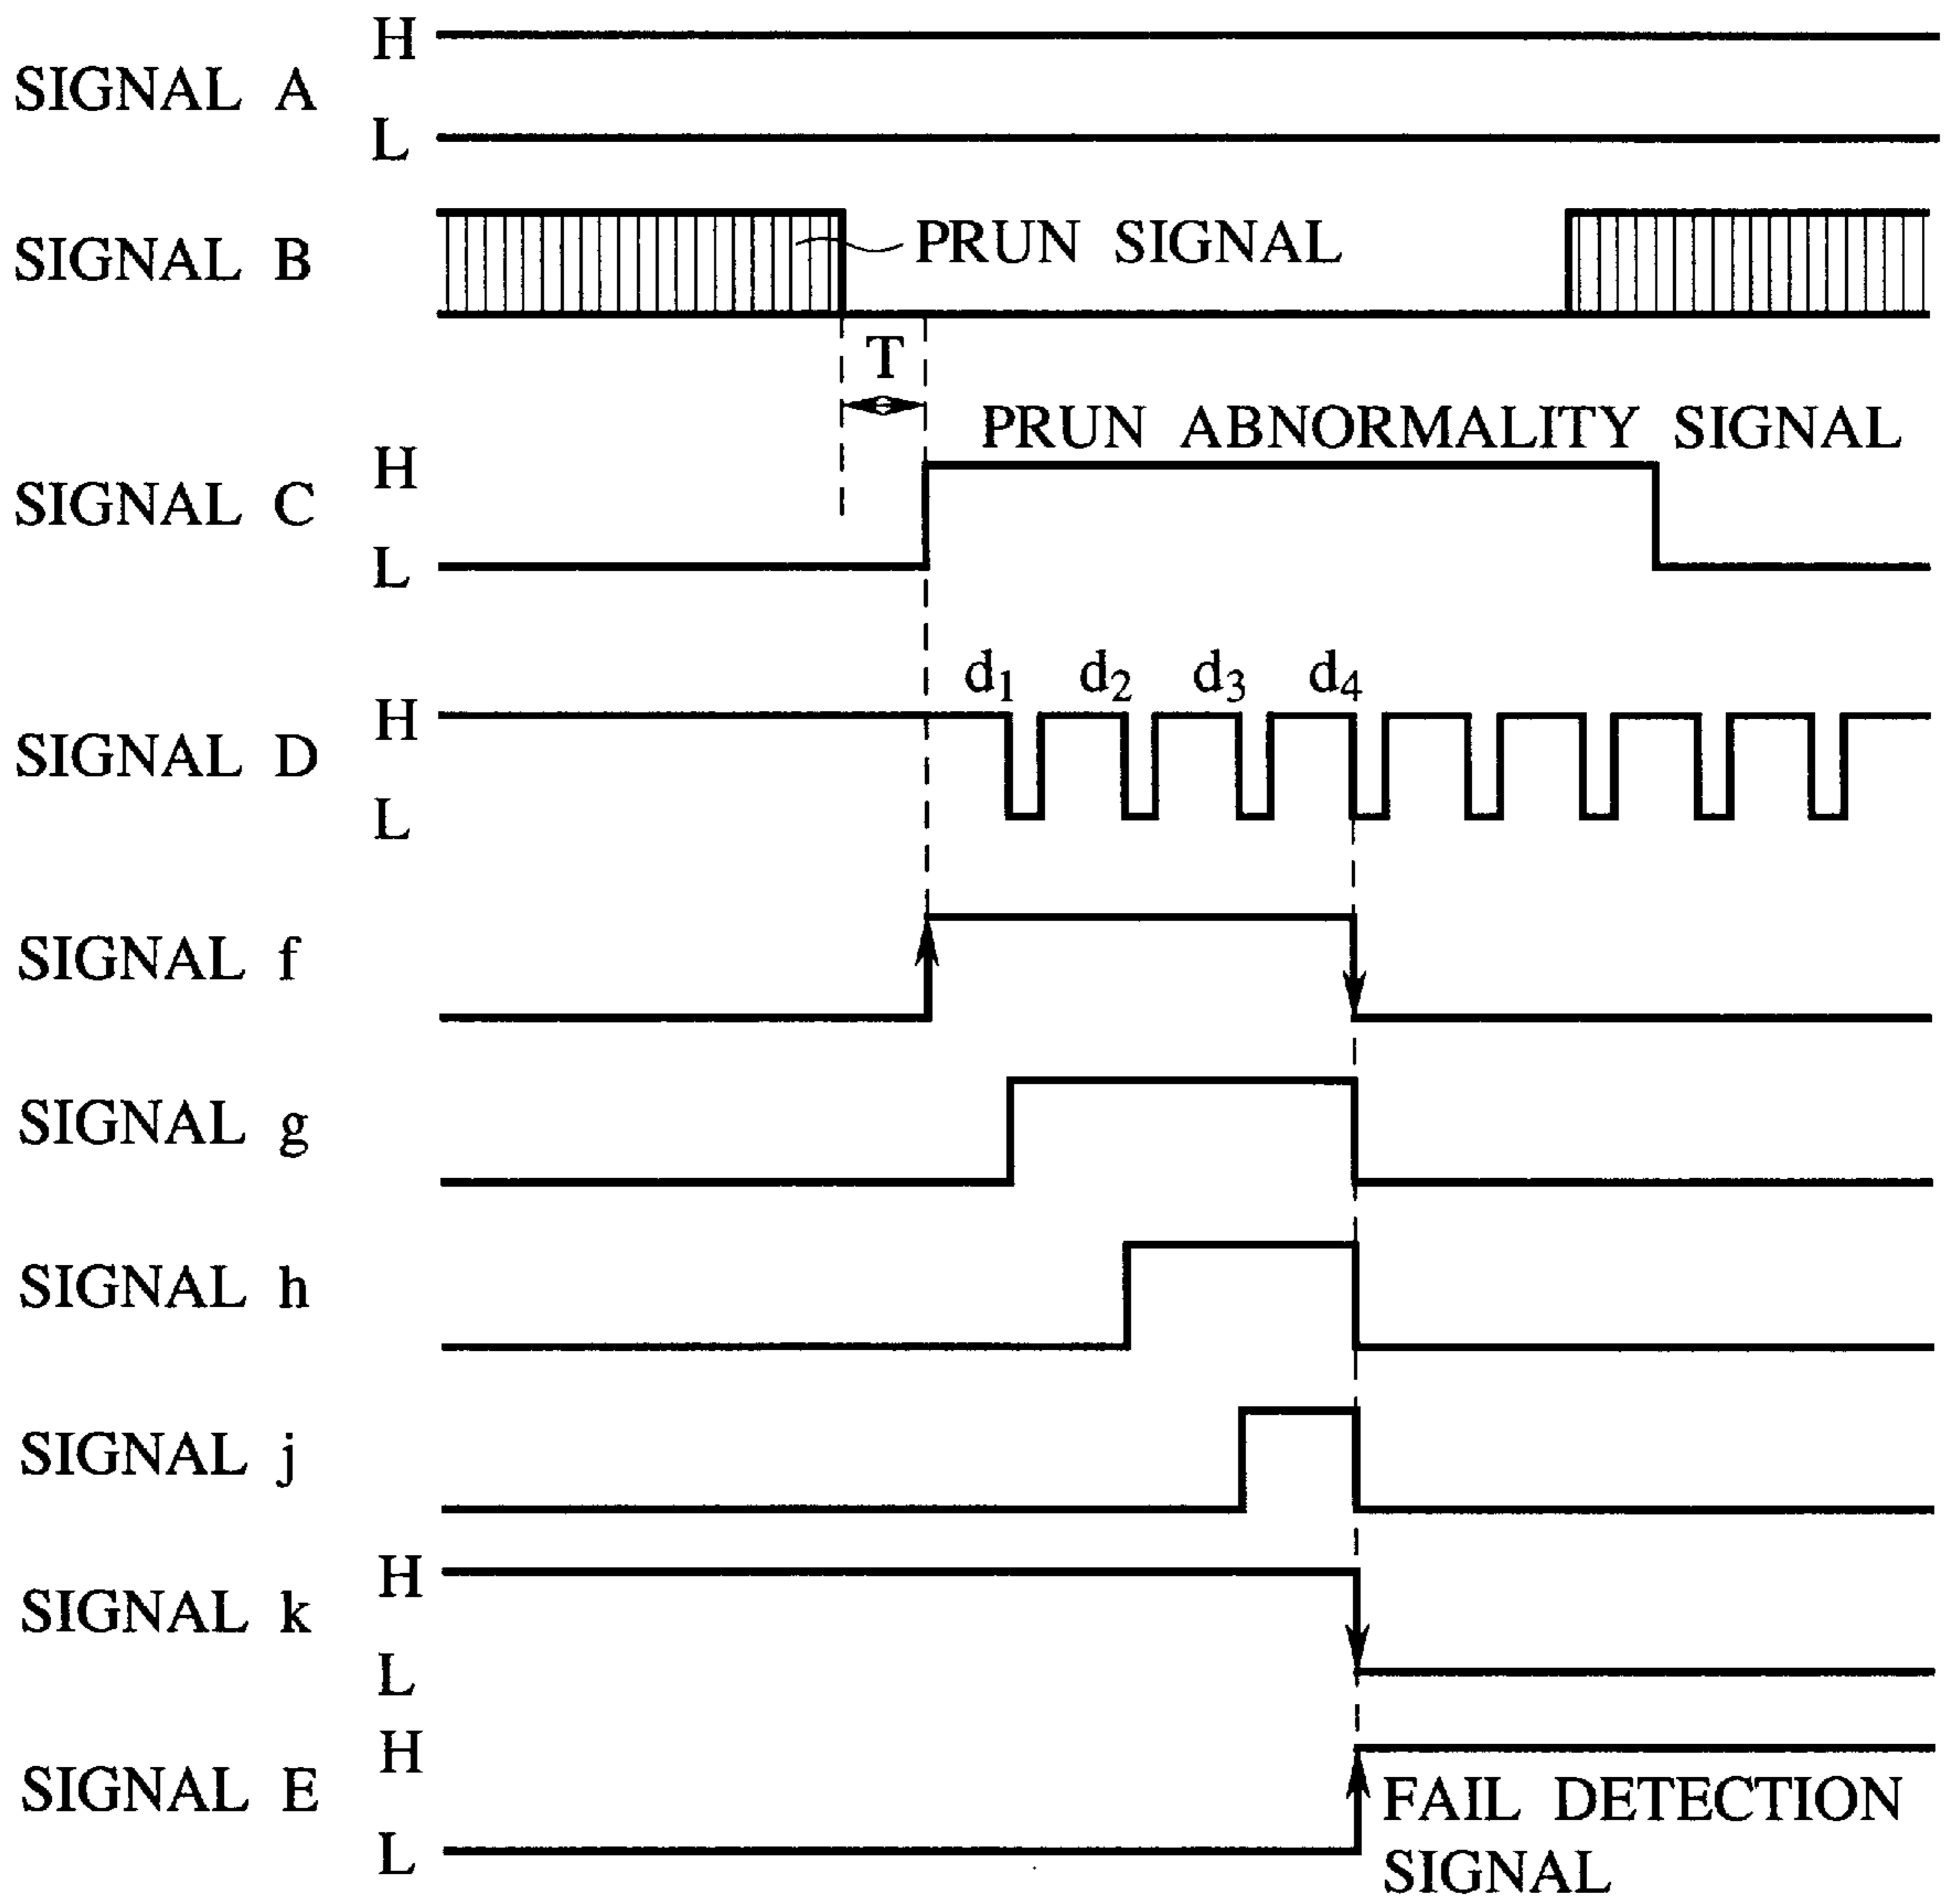 H
SIGNAL A
L
SIGNAL B
PRUN SIGNAL
T
PRUN ABNORMALITY SIGNAL
H
SIGNAL C
L
d1 d2 d3 d4
H
SIGNAL D
L
SIGNAL f
SIGNAL g
SIGNAL h
SIGNAL j
H
SIGNAL k
L
H
SIGNAL E
FAIL DETECTION
L
SIGNAL